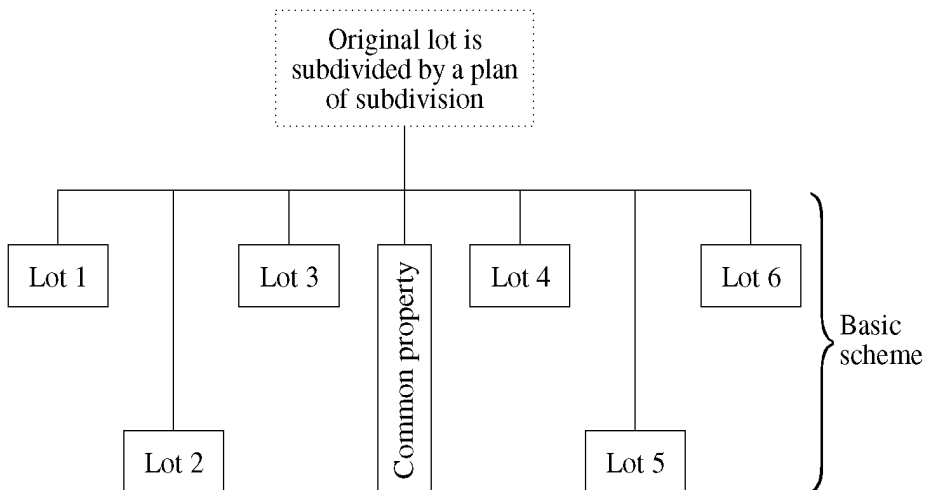 Original lot is
subdivided by a plan
of subdivision
Lot 1
Lot 3
Common property
Lot 4
Lot 6
Basic
scheme
Lot 2
Lot 5